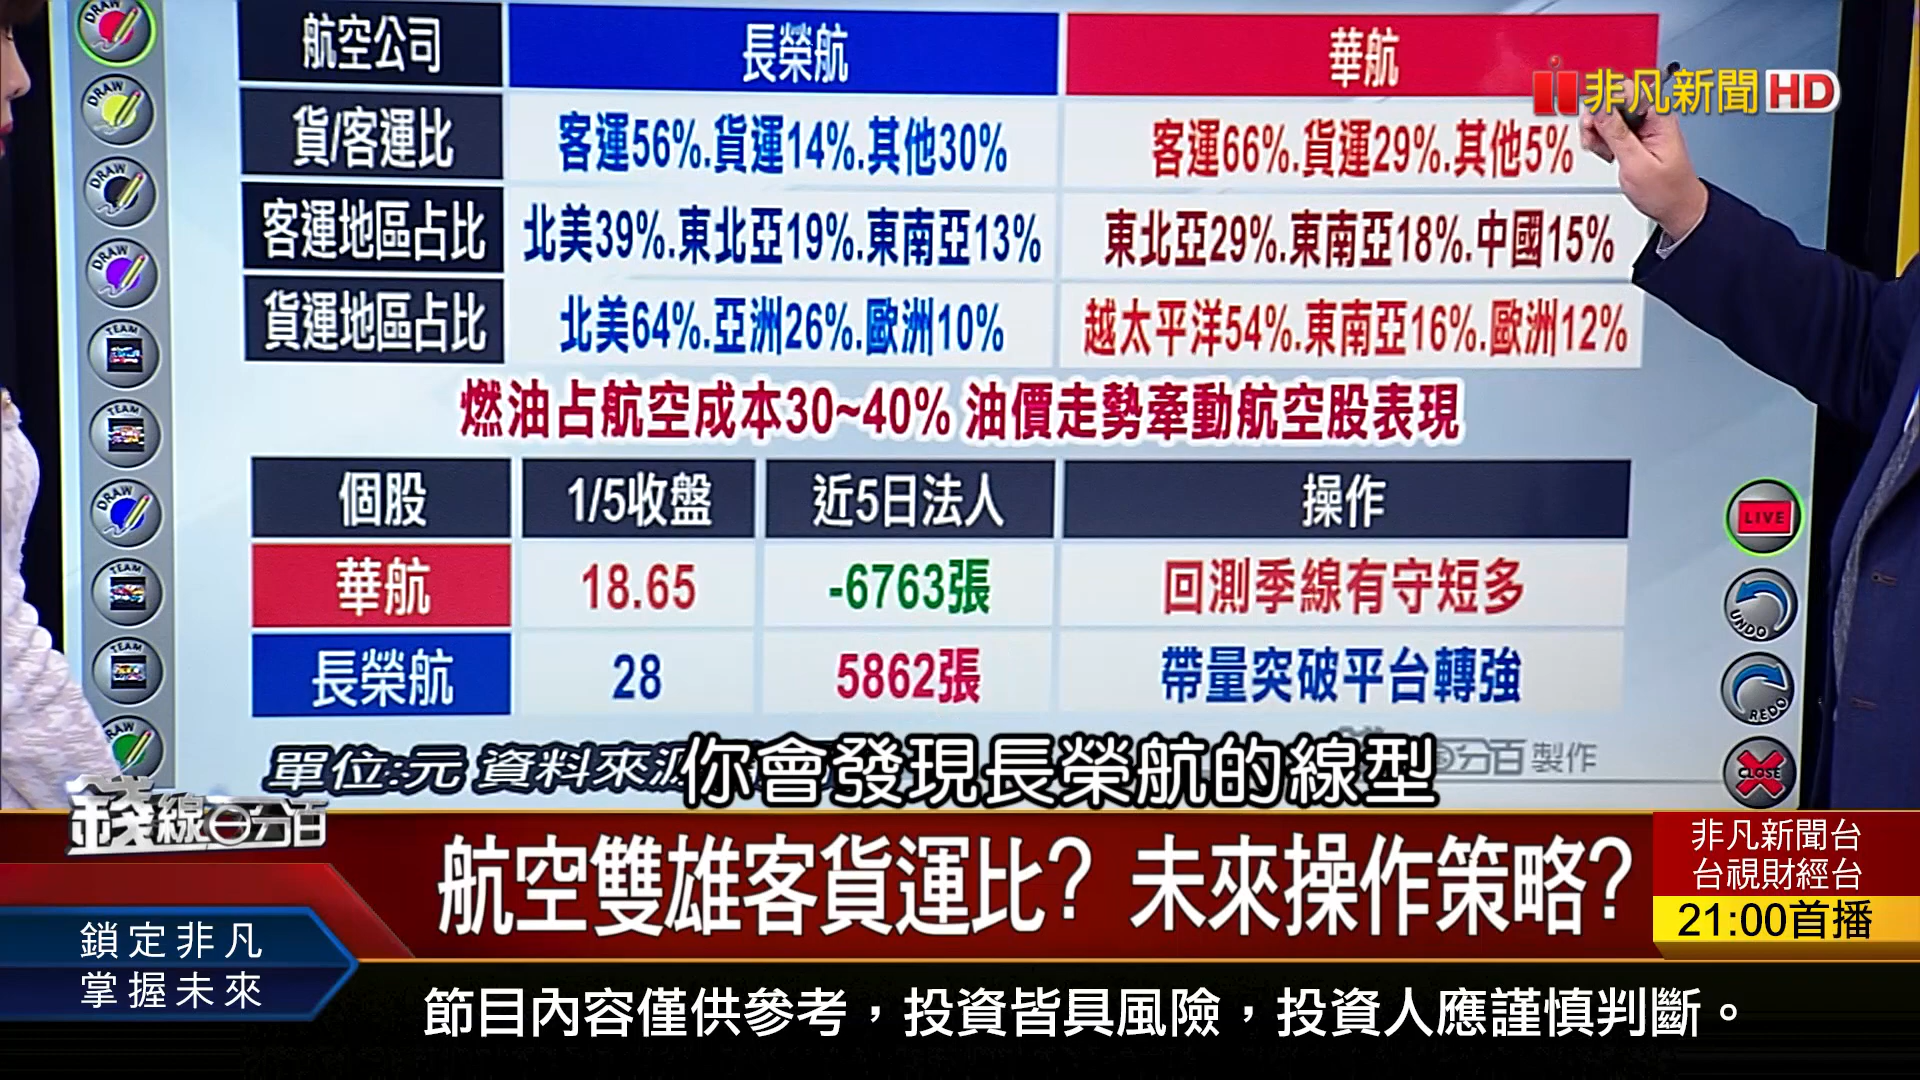 DRAW
航空公司 長榮航 華航
非凡新聞HD
DRAW
貨/客運比 客運56%.貨運14%.其他30% 客運66%.貨運29%.其他5%
DRAW
客運地區占比 北美39%.東北亞19%.東南亞13% 東北亞29%.東南亞18%.中國15%
DRAW
貨運地區占比 北美64%.亞洲26%.歐洲10% 越太平洋54%.東南亞16%.歐洲12%
TEAM
燃油占航空成本30~40% 油價走勢牽動航空股表現
TEAM
個股 1/5收盤 近5日法人 操作
DRAW
LIVE
華航 18.65 -6763張 回測季線有守短多
TEAM
UNDO
長榮航 28 5862張 帶量突破平台轉強
TEAM
REDO
DRAW
單位:元 資料來源
分百製作
CLOSE
你會發現長榮航的線型
錢線百分百
航空雙雄客貨運比? 未來操作策略?
非凡新聞台
台視財經台
21:00首播
鎖定非凡
掌握未來
節目內容僅供參考，投資皆具風險，投資人應謹慎判斷。